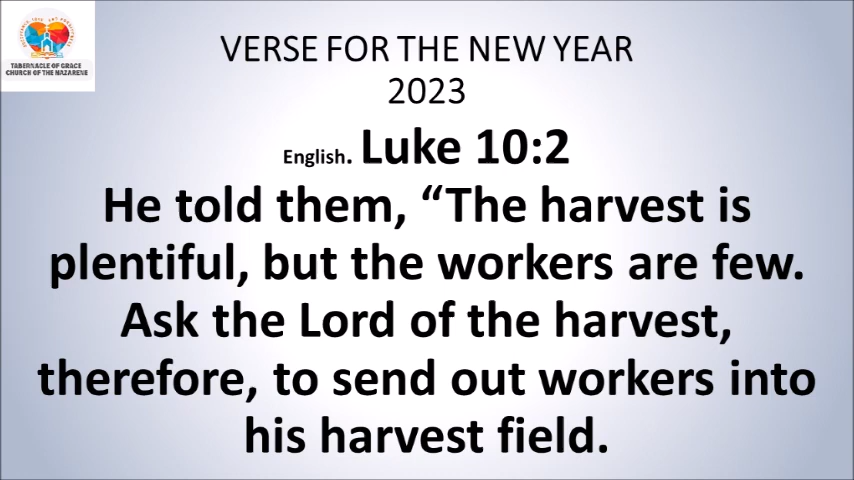 TABERNACLE OF GRACE
CHURCH OF THE NAZARENE
VERSE FOR THE NEW YEAR
2023
English. Luke 10:2
He told them, “The harvest is
plentiful, but the workers are few.
Ask the Lord of the harvest,
therefore, to send out workers into
his harvest field.